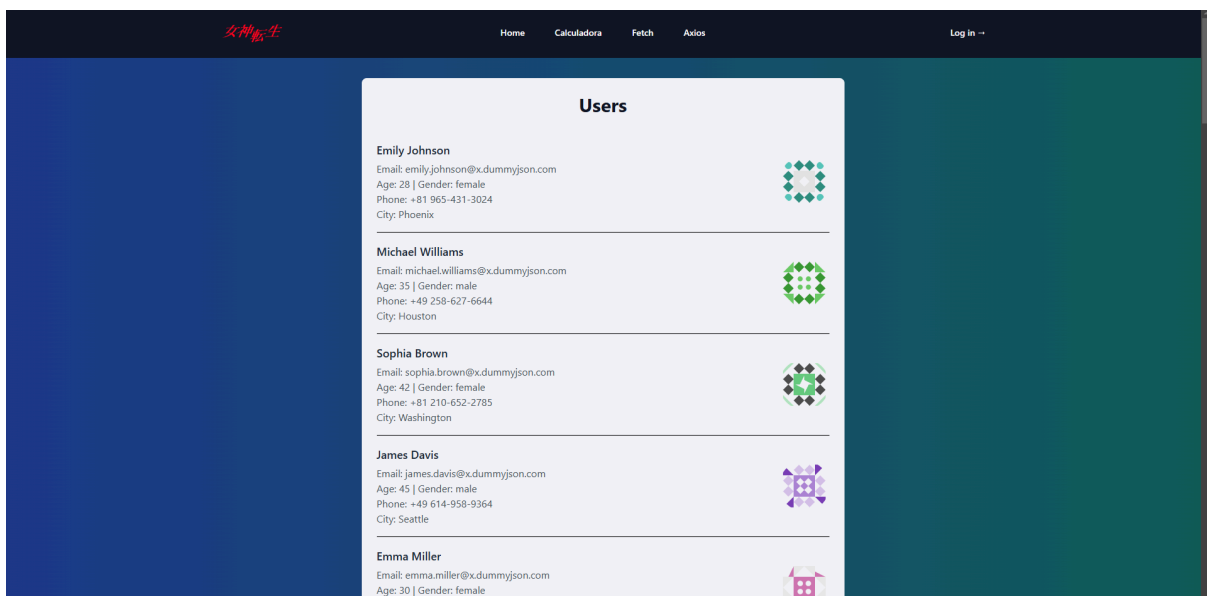 女神転生
Home Calculadora Fetch Axios Log in →
Users
Emily Johnson
Email: emily.johnson@x.dummyjson.com
Age: 28 | Gender: female
Phone: +81 965-431-3024
City: Phoenix
Michael Williams
Email: michael.williams@x.dummyjson.com
Age: 35 | Gender: male
Phone: +49 258-627-6644
City: Houston
Sophia Brown
Email: sophia.brown@x.dummyjson.com
Age: 42 | Gender: female
Phone: +81 210-652-2785
City: Washington
James Davis
Email: james.davis@x.dummyjson.com
Age: 45 | Gender: male
Phone: +49 614-958-9364
City: Seattle
Emma Miller
Email: emma.miller@x.dummyjson.com
Age: 30 | Gender: female